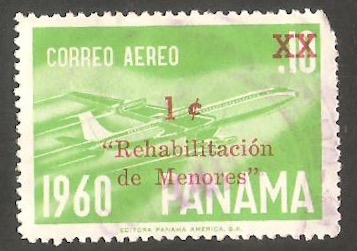 CORREO AEREO
XX
.10
1 ¢
"Rehabilitación
de Menores"
1960 PANAMA
EDITORA PANAMA AMERICA, S.A.